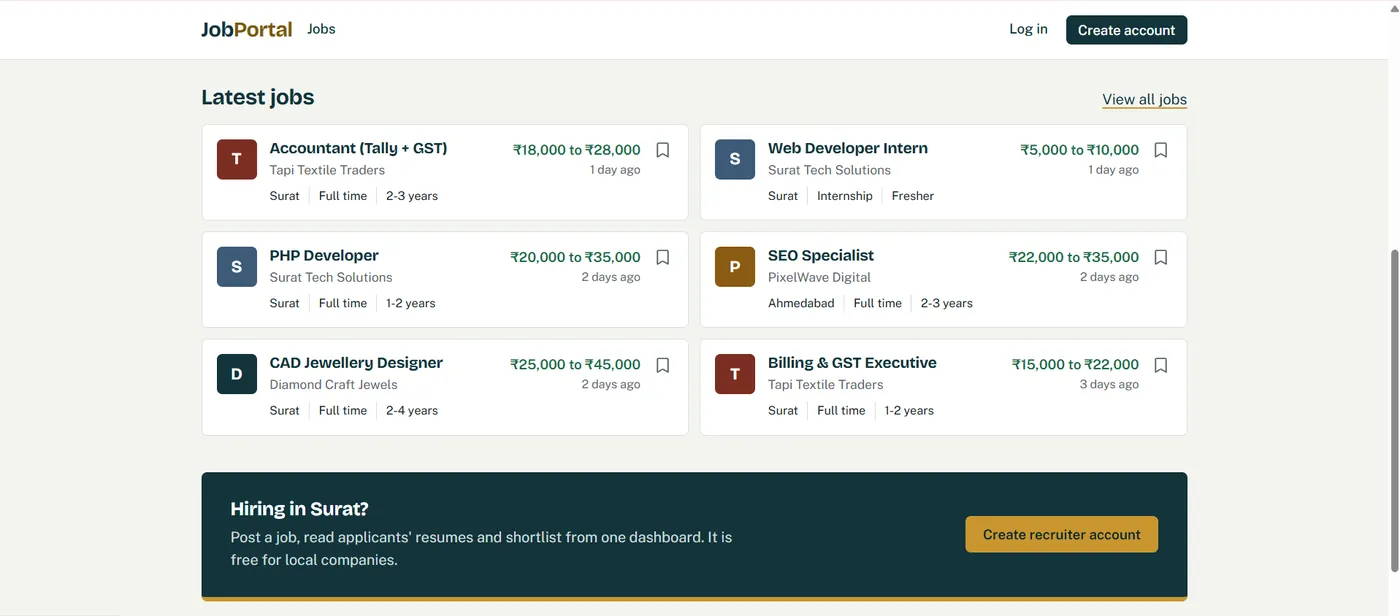 JobPortal Jobs Log in Create account
Latest jobs View all jobs
T Accountant (Tally + GST) ₹18,000 to ₹28,000
Tapi Textile Traders 1 day ago
Surat Full time 2-3 years
S Web Developer Intern ₹5,000 to ₹10,000
Surat Tech Solutions 1 day ago
Surat Internship Fresher
S PHP Developer ₹20,000 to ₹35,000
Surat Tech Solutions 2 days ago
Surat Full time 1-2 years
P SEO Specialist ₹22,000 to ₹35,000
PixelWave Digital 2 days ago
Ahmedabad Full time 2-3 years
D CAD Jewellery Designer ₹25,000 to ₹45,000
Diamond Craft Jewels 2 days ago
Surat Full time 2-4 years
T Billing & GST Executive ₹15,000 to ₹22,000
Tapi Textile Traders 3 days ago
Surat Full time 1-2 years
Hiring in Surat?
Post a job, read applicants' resumes and shortlist from one dashboard. It is
free for local companies.
Create recruiter account